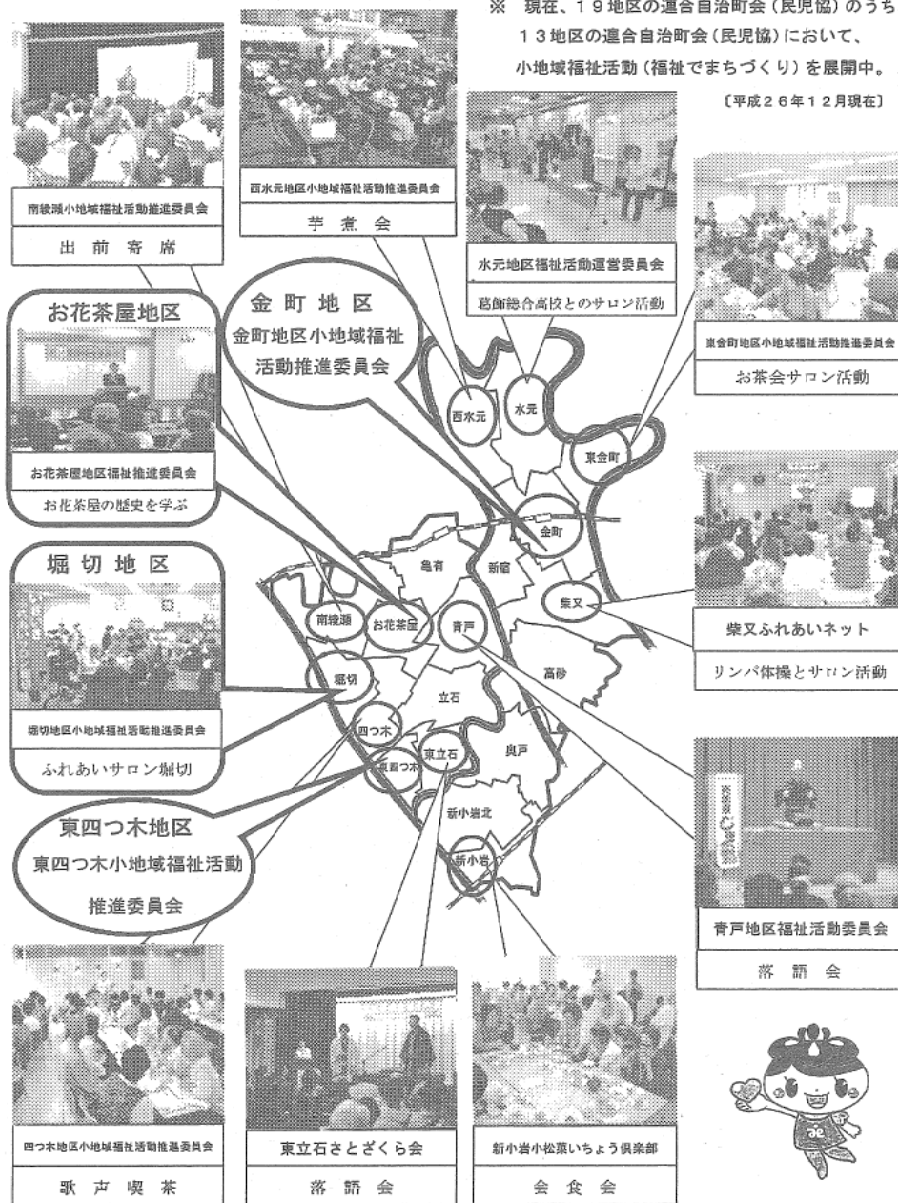 ※ 現在、19地区の連合自治町会(民児協)のうち
13地区の連合自治町会(民児協)において、
小地域福祉活動(福祉でまちづくり)を展開中。
〔平成26年12月現在〕
南綾瀬小地域福祉活動推進委員会
出前寄席
西水元地区小地域福祉活動推進委員会
芋煮会
水元地区福祉活動運営委員会
葛飾総合高校とのサロン活動
東金町地区小地域福祉活動推進委員会
お茶会サロン活動
お花茶屋地区
お花茶屋地区福祉推進委員会
お花茶屋の歴史を学ぶ
金町地区
金町地区小地域福祉
活動推進委員会
堀切地区
堀切地区小地域福祉活動推進委員会
ふれあいサロン堀切
東四つ木地区
東四つ木小地域福祉活動
推進委員会
西水元
水元
東金町
金町
亀有
新宿
柴又
南綾瀬
お花茶屋
青戸
高砂
堀切
立石
四つ木
東立石
奥戸
東四つ木
新小岩北
新小岩
柴又ふれあいネット
リンパ体操とサロン活動
青戸地区福祉活動委員会
落語会
四つ木地区小地域福祉活動推進委員会
歌声喫茶
東立石さとざくら会
落語会
新小岩小松菜いちょう倶楽部
会食会